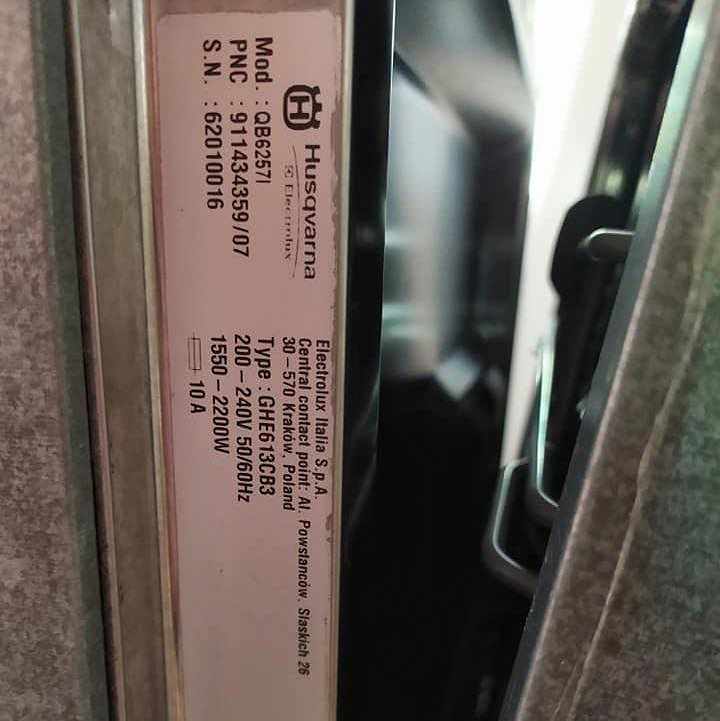 Husqvarna
Electrolux
Mod. : QB6257I
PNC : 911434359/07
S.N. : 62010016
Electrolux Italia S.p.A.
Central contact point: Al. Powstanców. Slaskich 26
30–570 Kraków, Poland
Type : GHE613CB3
200–240V 50/60Hz
1550–2200W
10 A